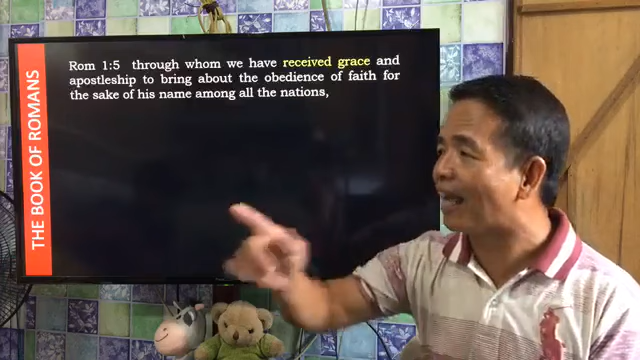 Rom 1:5 through whom we have received grace and
apostleship to bring about the obedience of faith for
the sake of his name among all the nations,
THE BOOK OF ROMANS